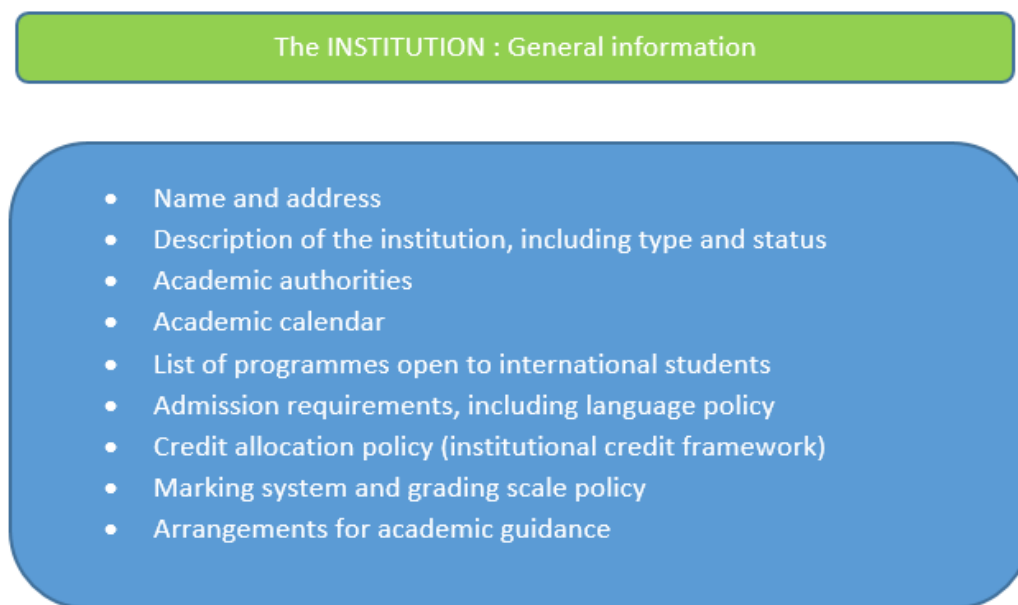 The INSTITUTION : General information
• Name and address
• Description of the institution, including type and status
• Academic authorities
• Academic calendar
• List of programmes open to international students
• Admission requirements, including language policy
• Credit allocation policy (institutional credit framework)
• Marking system and grading scale policy
• Arrangements for academic guidance